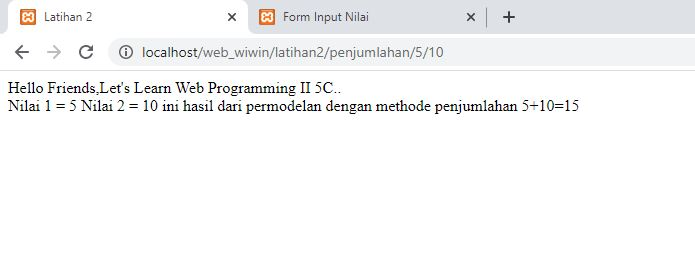 Latihan 2
Form Input Nilai
localhost/web_wiwin/latihan2/penjumlahan/5/10
Hello Friends,Let's Learn Web Programming II 5C..
Nilai 1 = 5 Nilai 2 = 10 ini hasil dari permodelan dengan methode penjumlahan 5+10=15